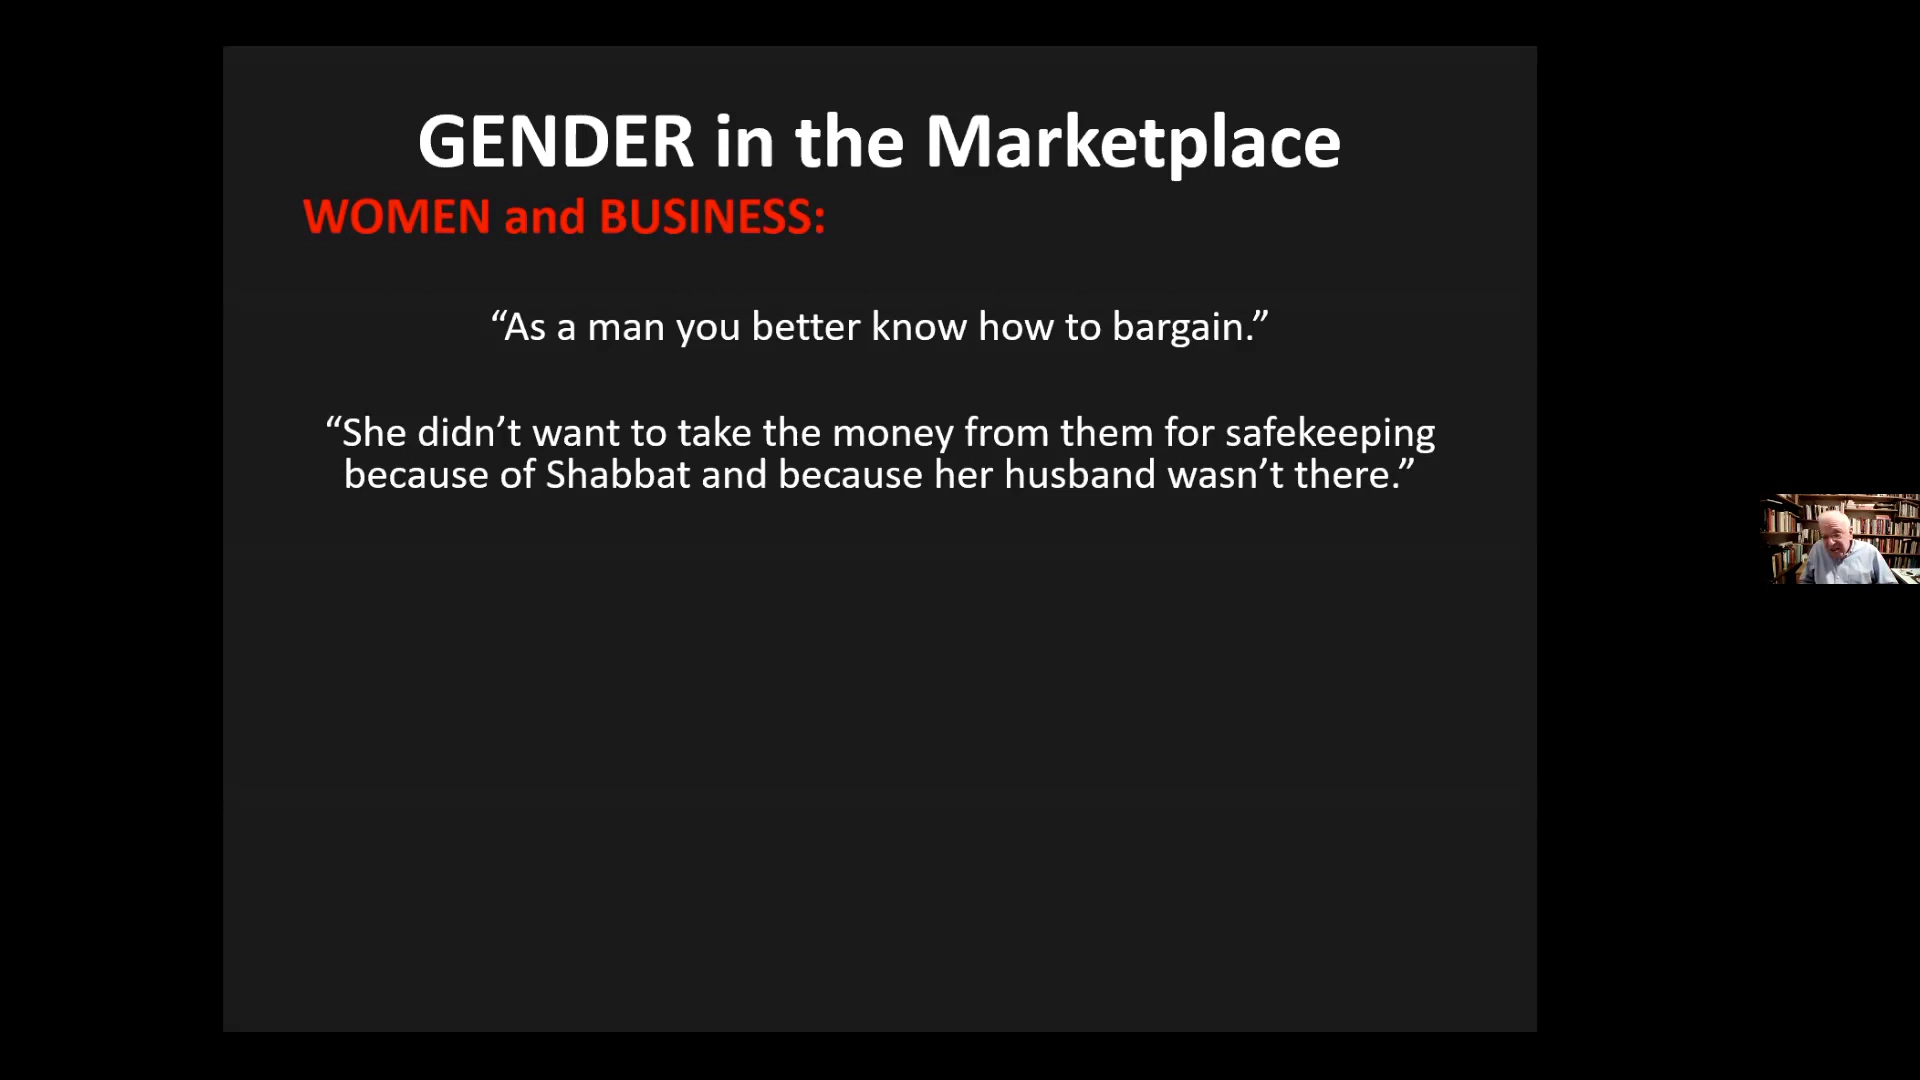 GENDER in the Marketplace
WOMEN and BUSINESS:
“As a man you better know how to bargain.”
“She didn’t want to take the money from them for safekeeping
because of Shabbat and because her husband wasn’t there.”